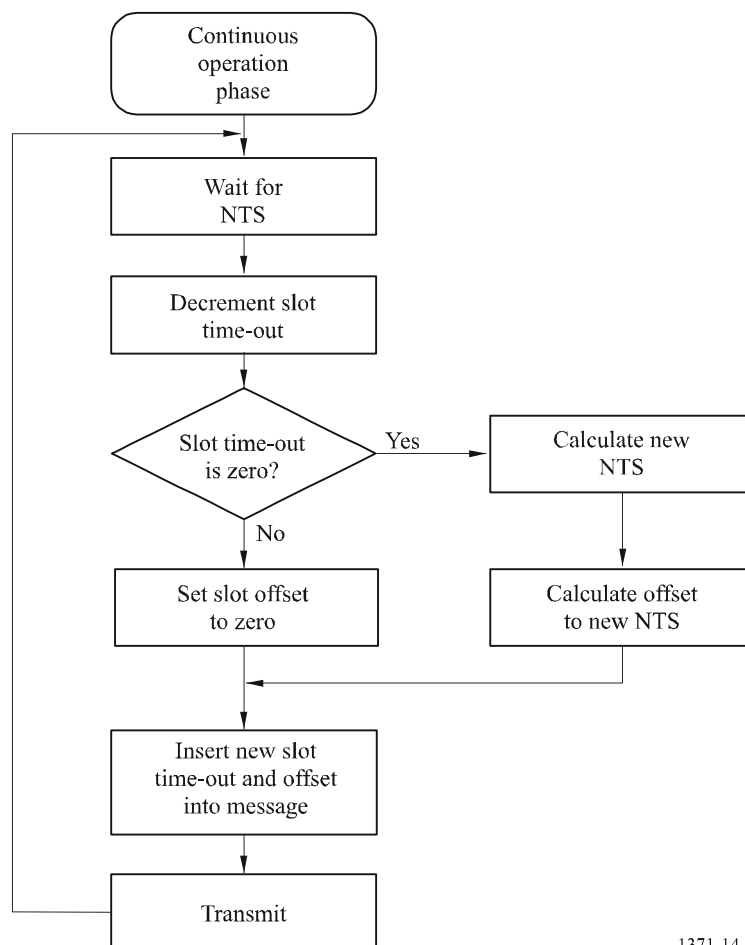 Continuous
operation
phase
Wait for
NTS
Decrement slot
time-out
Slot time-out
is zero?
Yes
Calculate new
NTS
No
Set slot offset
to zero
Calculate offset
to new NTS
Insert new slot
time-out and offset
into message
Transmit
1371-14